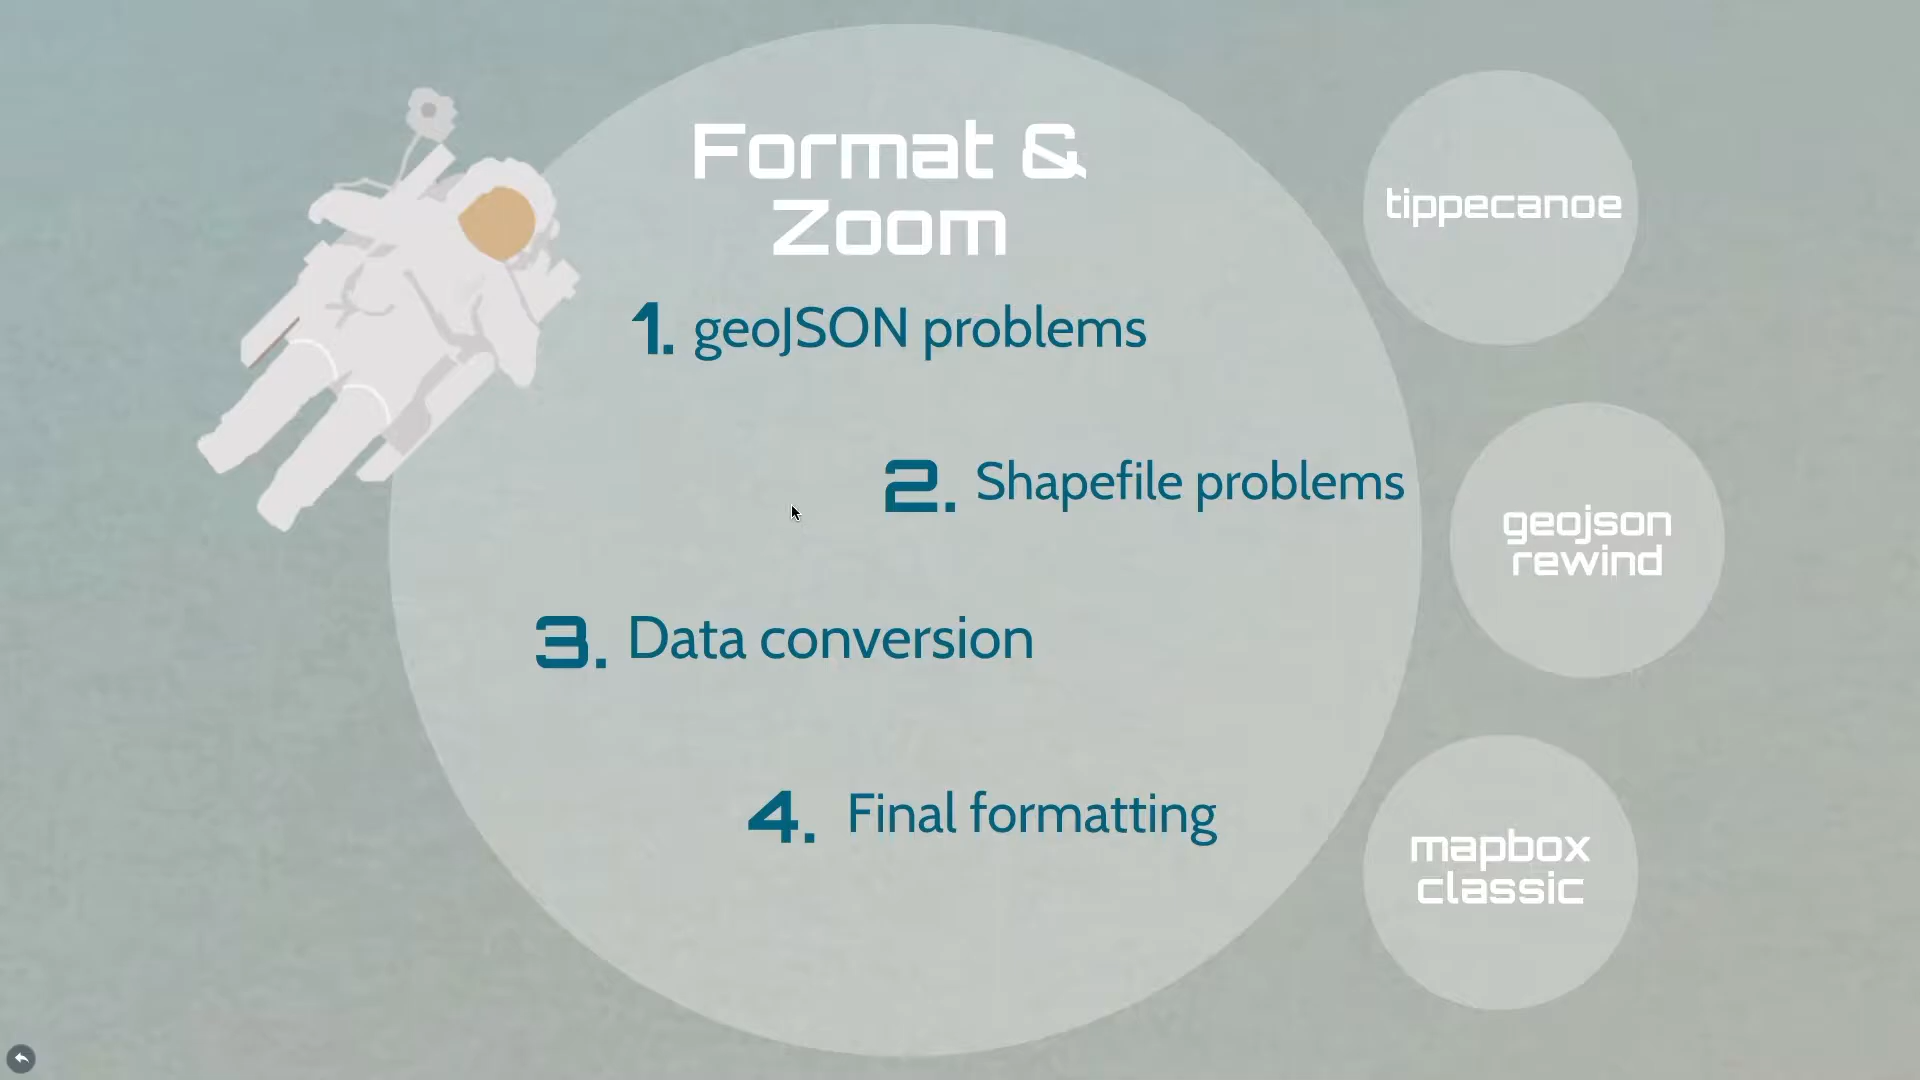 Format &
Zoom
1. geoJSON problems
2. Shapefile problems
3. Data conversion
4. Final formatting
tippecanoe
geojson
rewind
mapbox
classic